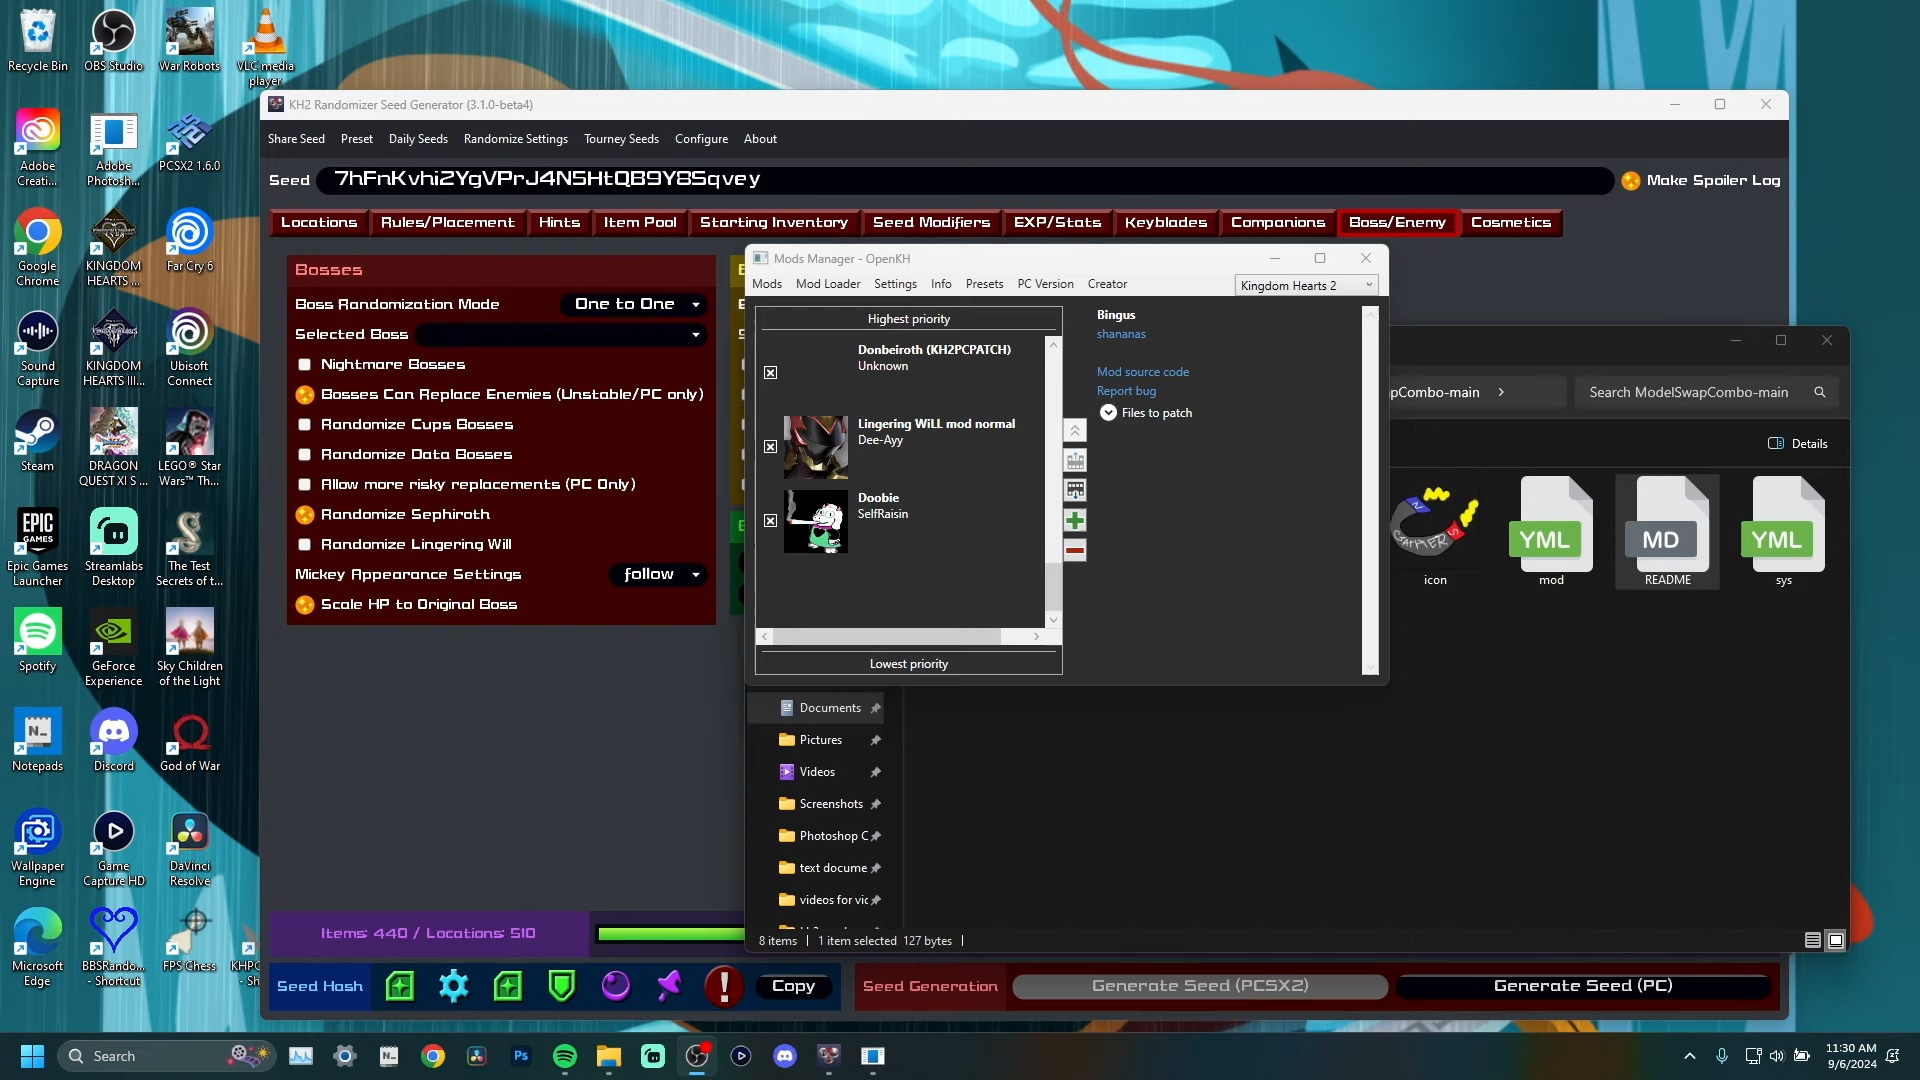 Recycle Bin
OBS Studio
War Robots
VLC media player
Adobe Creati...
Adobe Photosh...
PCSX2 1.6.0
Google Chrome
KINGDOM HEARTS ...
Far Cry 6
Sound Capture
KINGDOM HEARTS III...
Ubisoft Connect
Steam
DRAGON QUEST XI S ...
LEGO® Star Wars™ Th...
Epic Games Launcher
Streamlabs Desktop
The Test Secrets of t...
Spotify
GeForce Experience
Sky Children of the Light
Notepads
Discord
God of War
Wallpaper Engine
Game Capture HD
DaVinci Resolve
Microsoft Edge
BBSRando... - Shortcut
FPS Chess
KH2 Randomizer Seed Generator (3.1.0-beta4)
Share Seed Preset Daily Seeds Randomize Settings Tourney Seeds Configure About
Seed 7hFnKvhi2YgVPrJ4N5HtQB9Y8Sqvey Make Spoiler Log
Locations Rules/Placement Hints Item Pool Starting Inventory Seed Modifiers EXP/Stats Keyblades Companions Boss/Enemy Cosmetics
Bosses
Boss Randomization Mode One to One
Selected Boss
Nightmare Bosses
Bosses Can Replace Enemies (Unstable/PC only)
Randomize Cups Bosses
Randomize Data Bosses
Allow more risky replacements (PC Only)
Randomize Sephiroth
Randomize Lingering Will
Mickey Appearance Settings follow
Scale HP to Original Boss
Items: 440 / Locations: 510
Seed Hash Copy
Seed Generation Generate Seed (PCSX2) Generate Seed (PC)
Mods Manager - OpenKH
Mods Mod Loader Settings Info Presets PC Version Creator Kingdom Hearts 2
Highest priority
Donbeiroth (KH2PCPATCH)
Unknown
Lingering WiLL mod normal
Dee-Ayy
Doobie
SelfRaisin
Lowest priority
Bingus
shananas
Mod source code
Report bug
Files to patch
pCombo-main > Search ModelSwapCombo-main
Details
icon
YML
mod
MD
README
YML
sys
Documents
Pictures
Videos
Screenshots
Photoshop C
text docume
videos for vic
8 items 1 item selected 127 bytes
Search
11:30 AM
9/6/2024